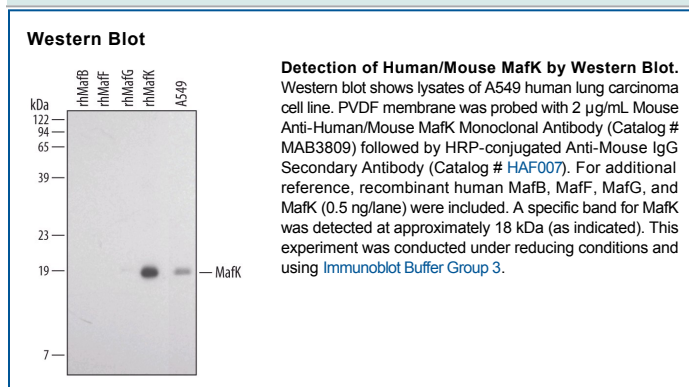 Western Blot
rhMafB
rhMafF
rhMafG
rhMafK
A549
kDa
122
94
65
39
23
19
7
MafK
Detection of Human/Mouse MafK by Western Blot.
Western blot shows lysates of A549 human lung carcinoma
cell line. PVDF membrane was probed with 2 µg/mL Mouse
Anti-Human/Mouse MafK Monoclonal Antibody (Catalog #
MAB3809) followed by HRP-conjugated Anti-Mouse IgG
Secondary Antibody (Catalog # HAF007). For additional
reference, recombinant human MafB, MafF, MafG, and
MafK (0.5 ng/lane) were included. A specific band for MafK
was detected at approximately 18 kDa (as indicated). This
experiment was conducted under reducing conditions and
using Immunoblot Buffer Group 3.